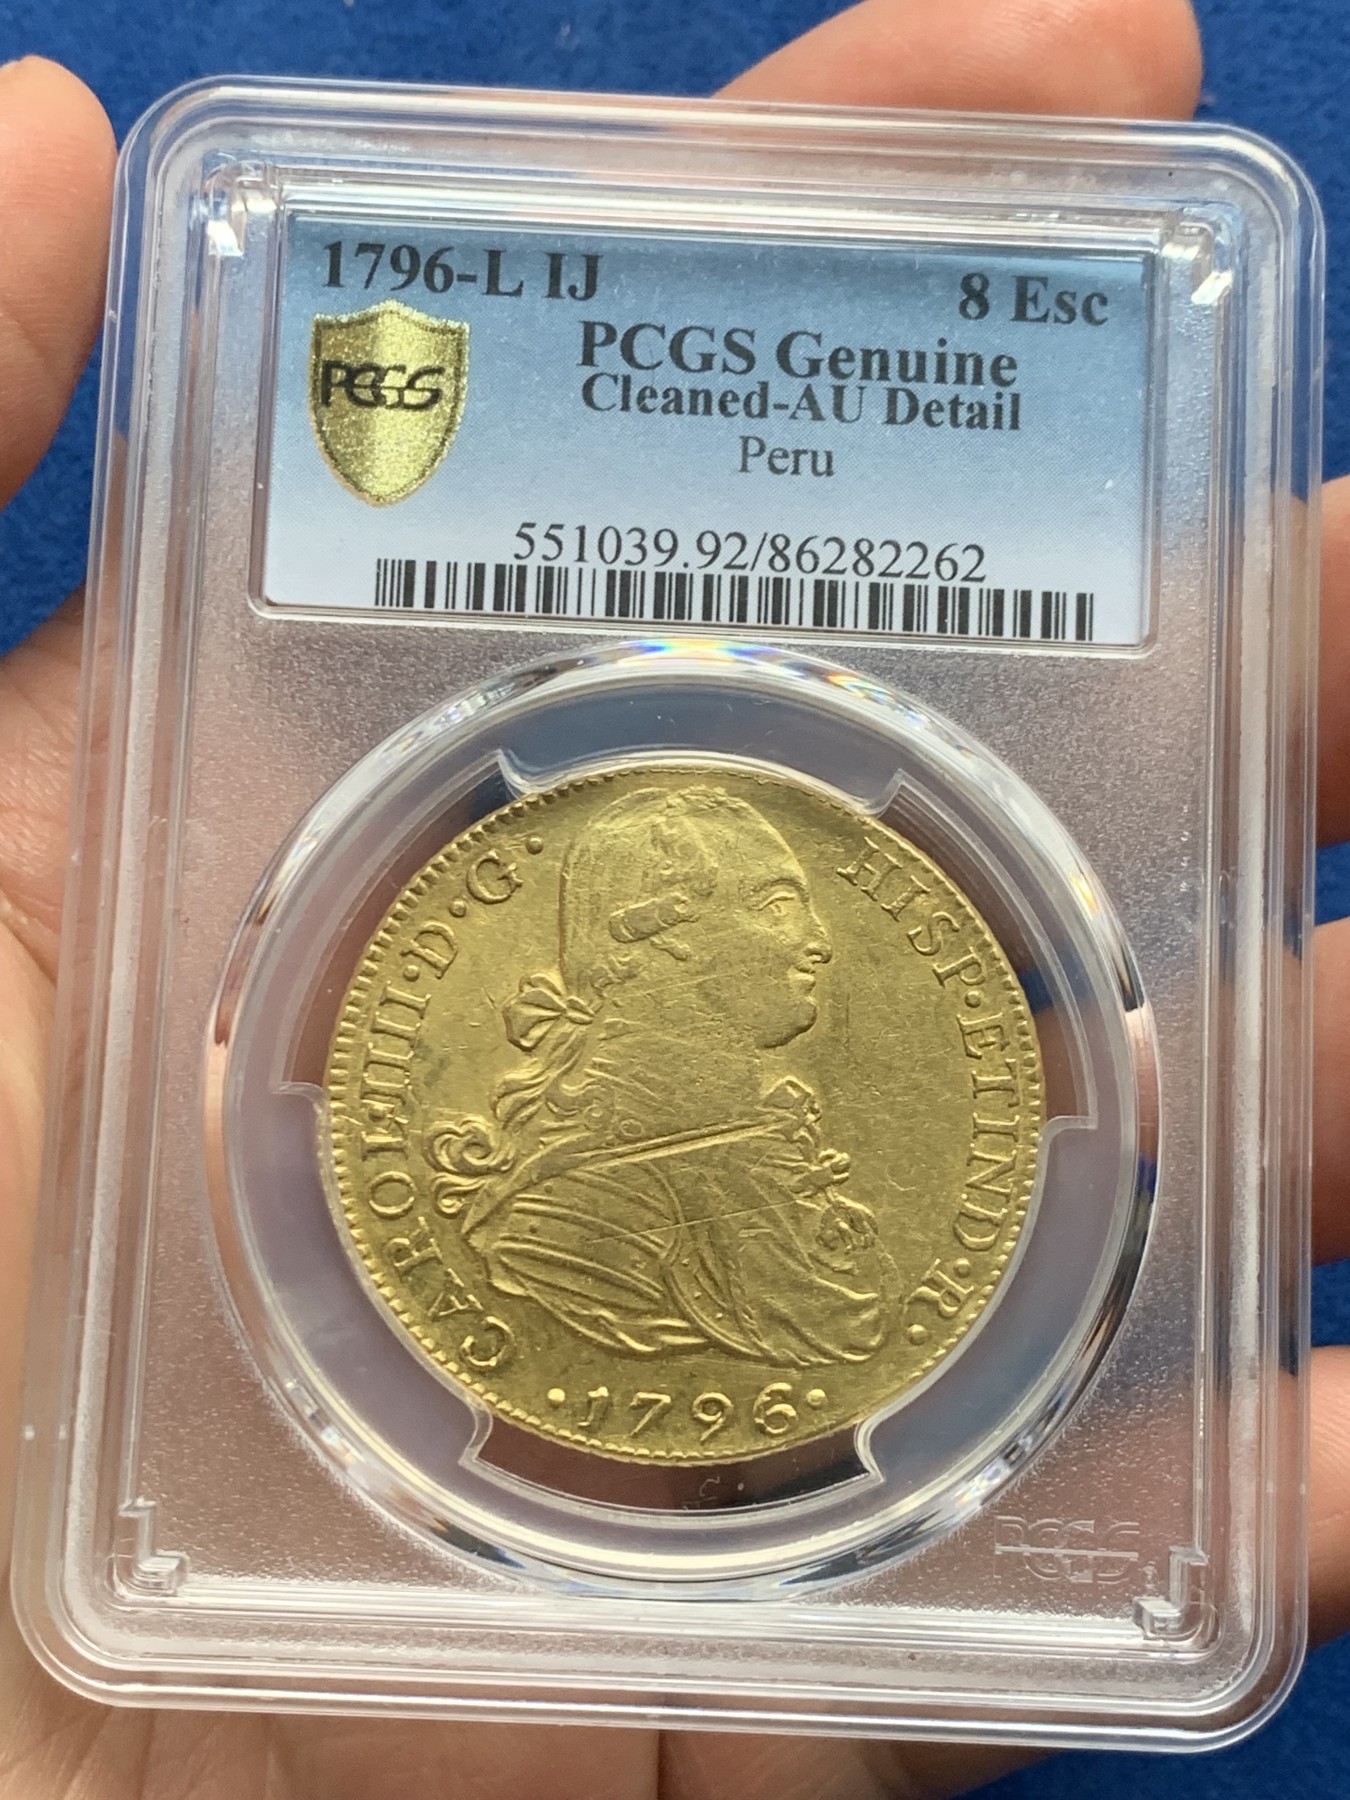 1796-L IJ
8 Esc
PCGS
PCGS Genuine
Cleaned-AU Detail
Peru
551039.92/86282262
CAROL·IIII·D·G· HISP·ET IND·R·
·1796·
PCGS